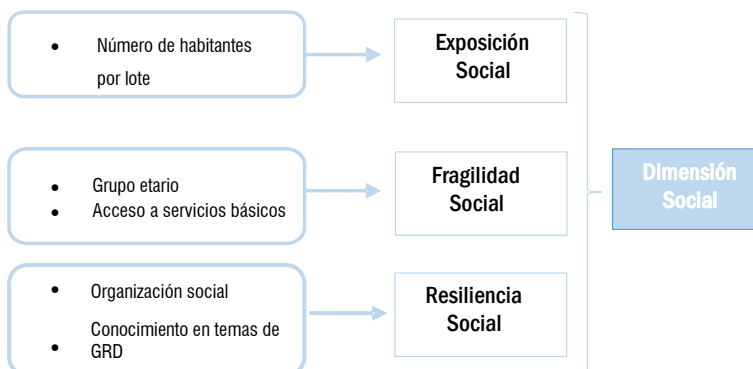 • Número de habitantes
por lote
Exposición
Social
• Grupo etario
• Acceso a servicios básicos
Fragilidad
Social
Dimensión
Social
• Organización social
Conocimiento en temas de
• GRD
Resiliencia
Social